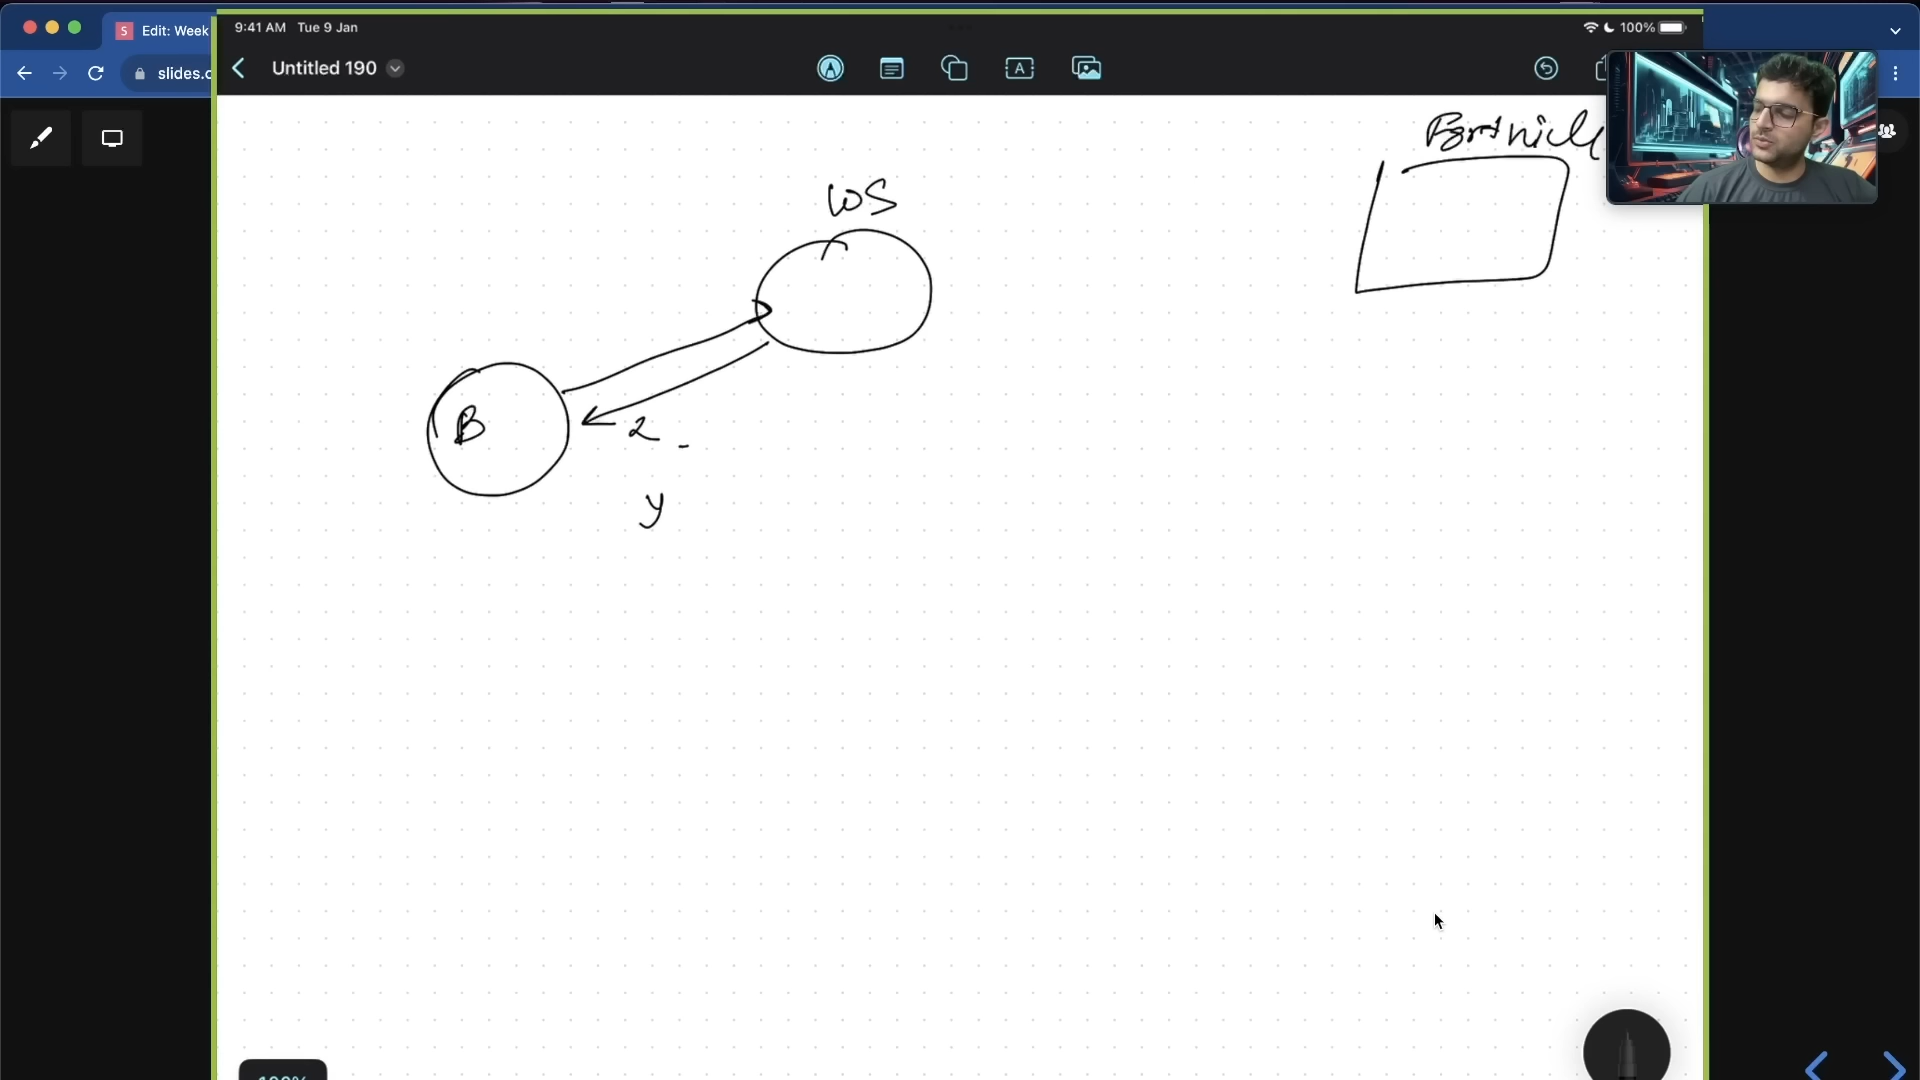 Edit: Week
slides.c
9:41 AM Tue 9 Jan
100%
Untitled 190
A
WS
B
2 -
y